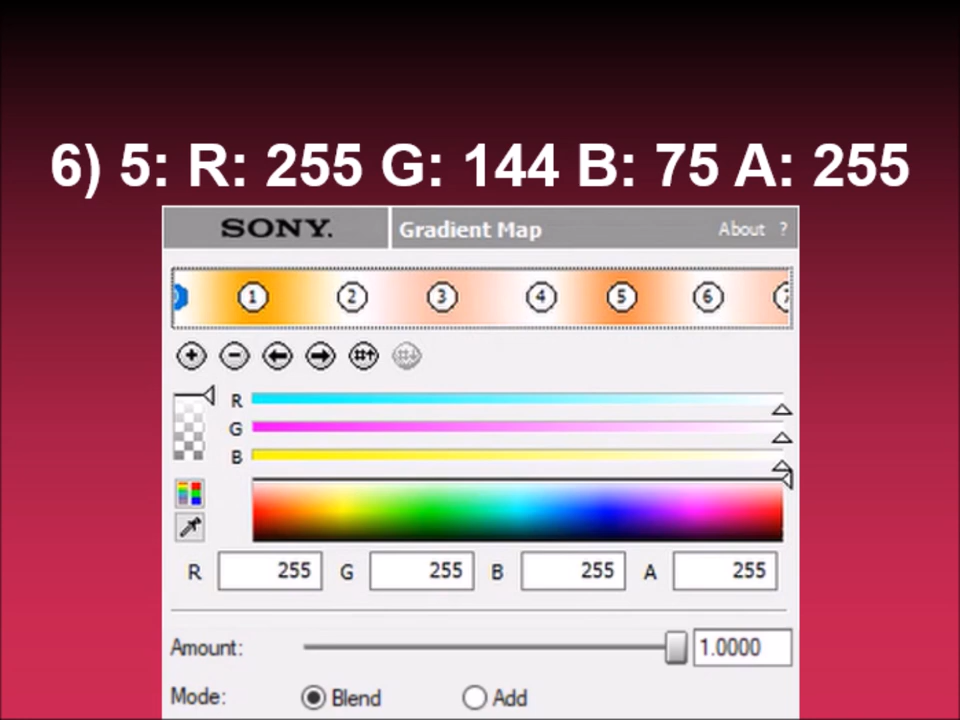 6) 5: R: 255 G: 144 B: 75 A: 255
SONY. Gradient Map About ?
1 2 3 4 5 6 7
R
G
B
R 255 G 255 B 255 A 255
Amount: 1.0000
Mode: Blend Add